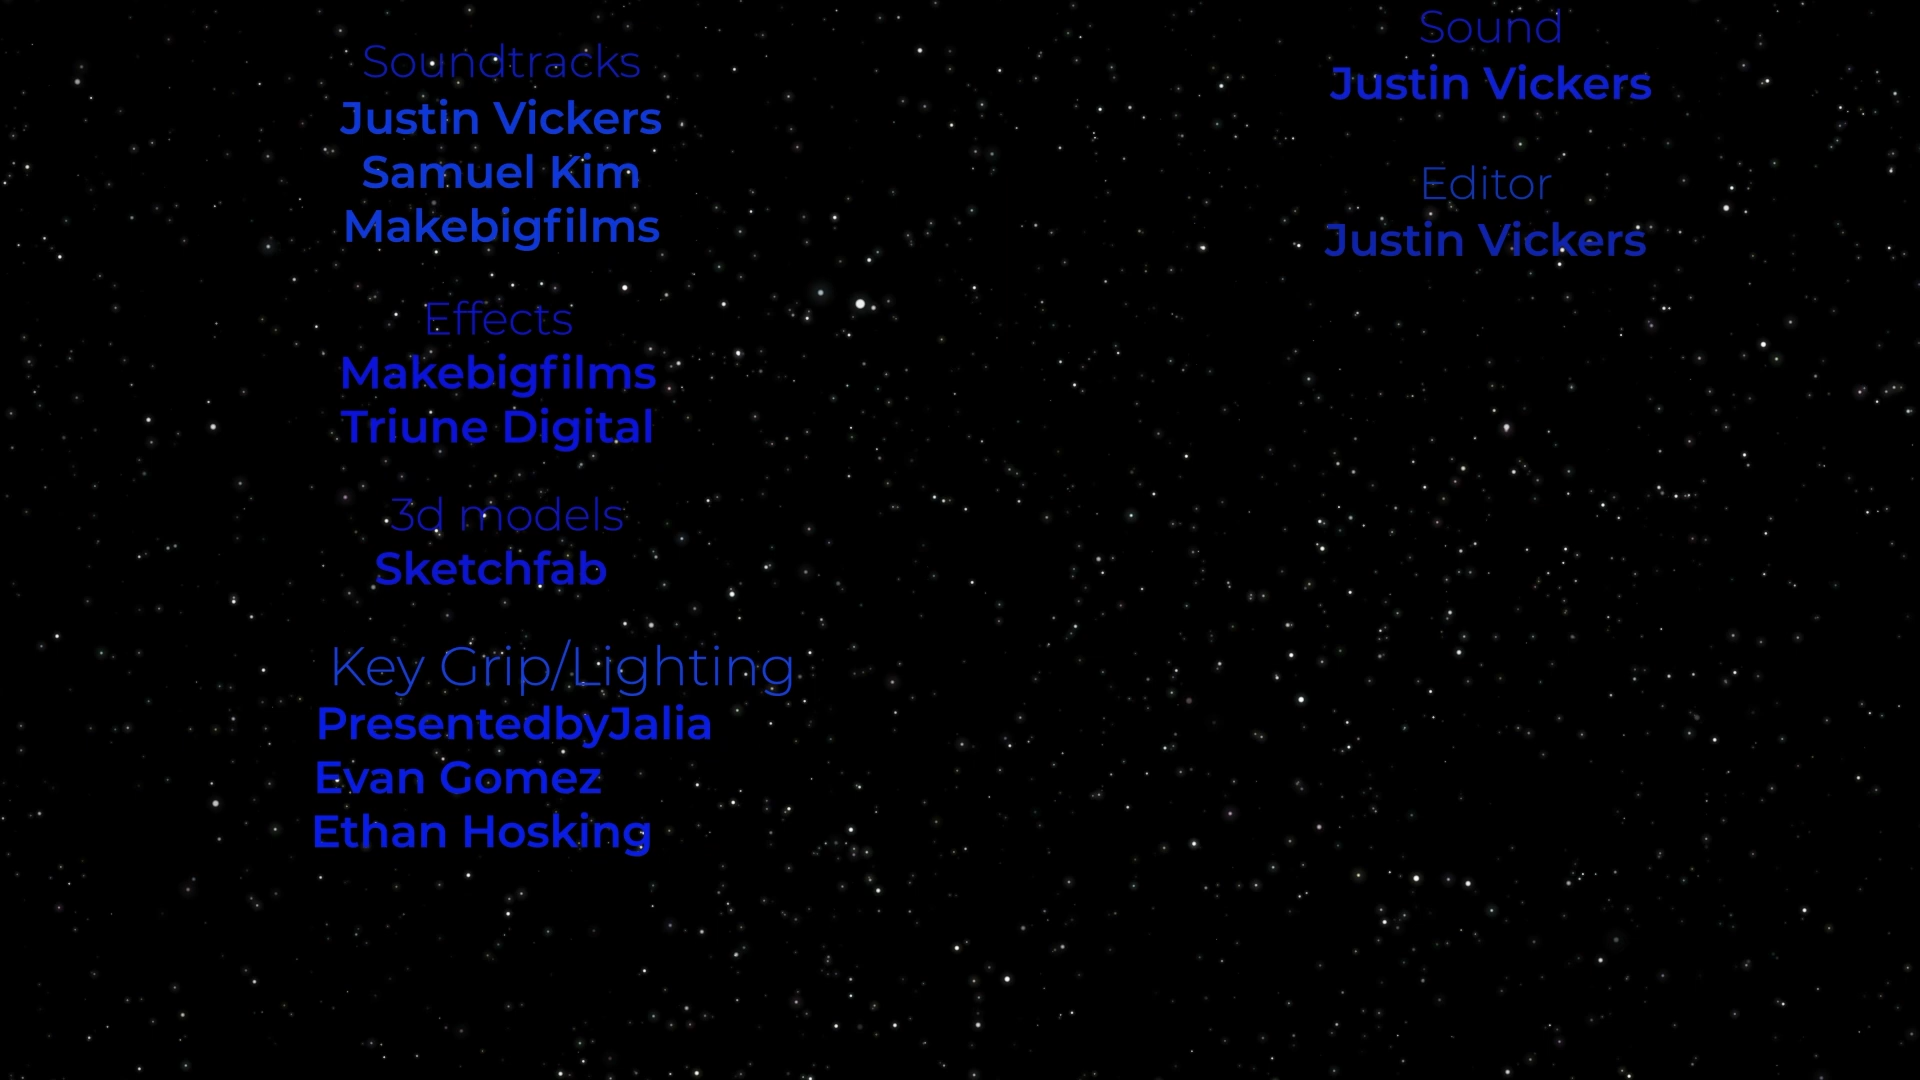 Soundtracks
Justin Vickers
Samuel Kim
Makebigfilms
Effects
Makebigfilms
Triune Digital
3d models
Sketchfab
Key Grip/Lighting
PresentedbyJalia
Evan Gomez
Ethan Hosking
Sound
Justin Vickers
Editor
Justin Vickers